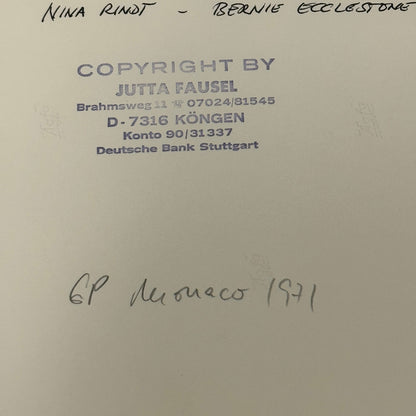 NINA RINDT - BERNIE ECCLESTONE
COPYRIGHT BY
JUTTA FAUSEL
Brahmsweg 11 ☏ 07024/81545
D-7316 KÖNGEN
Konto 90/31337
Deutsche Bank Stuttgart
GP Monaco 1971